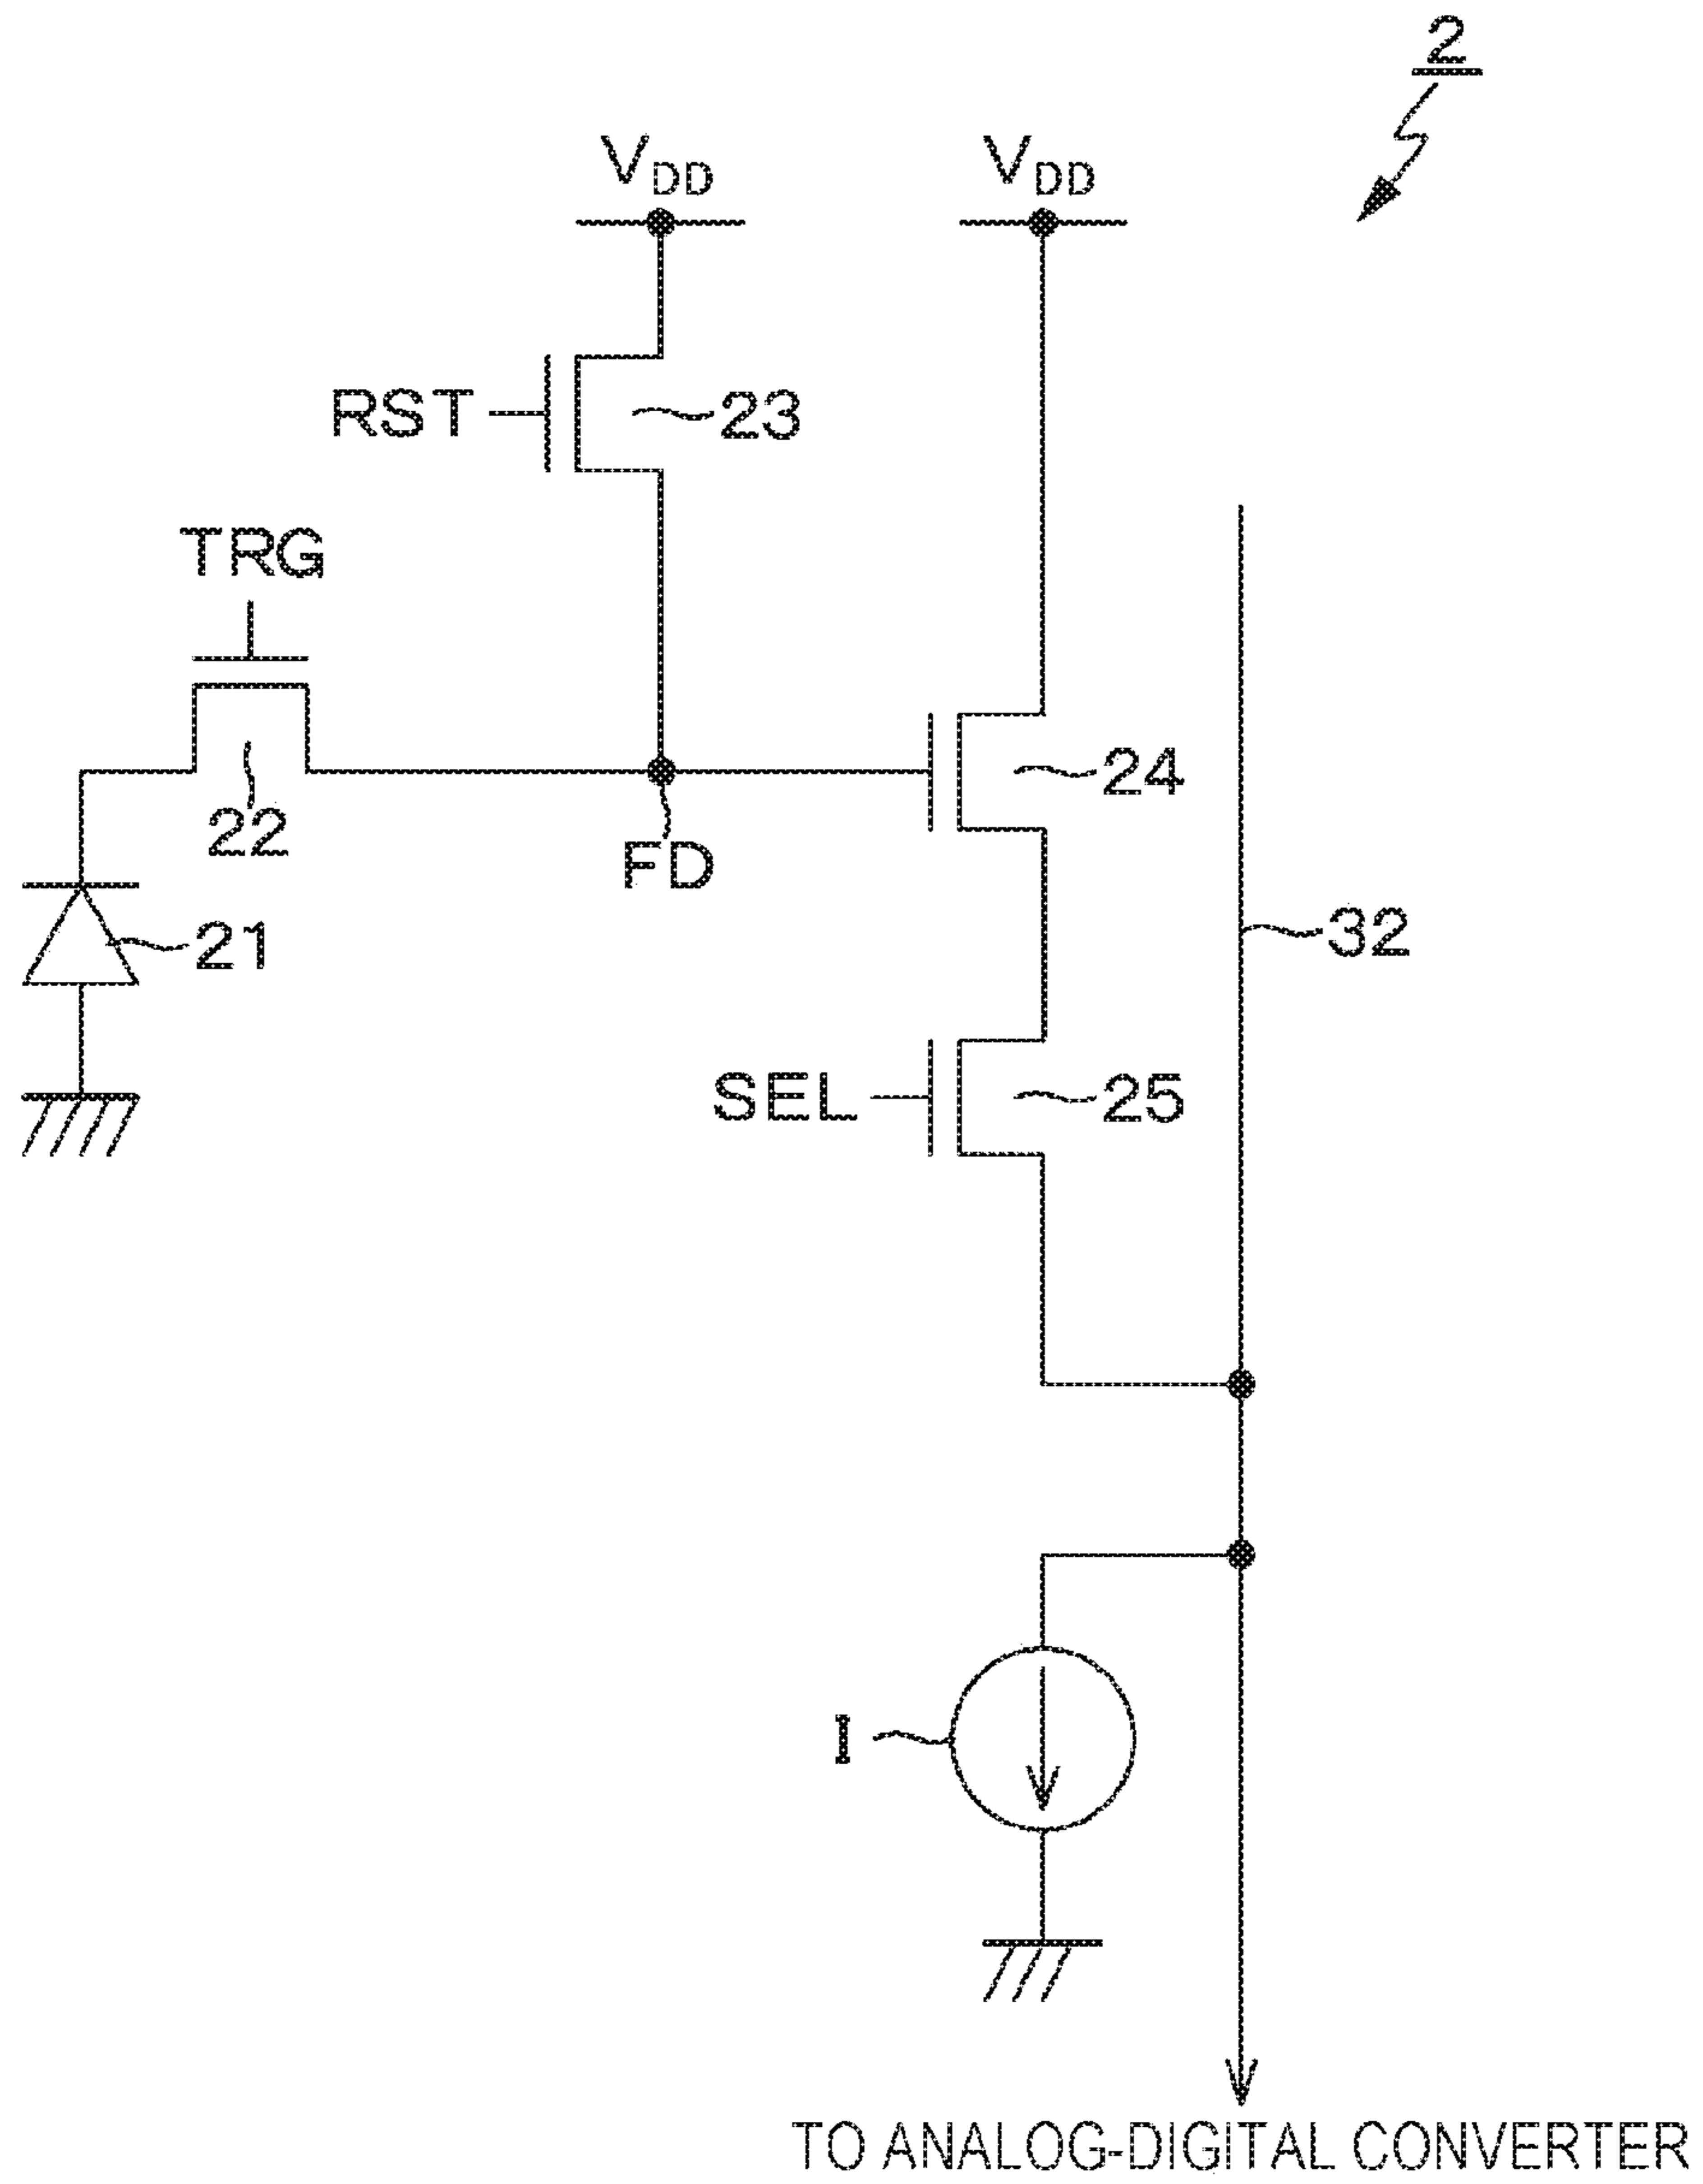 2
VDD
VDD
RST
23
TRG
22
FD
24
21
32
SEL
25
I
TO ANALOG-DIGITAL CONVERTER